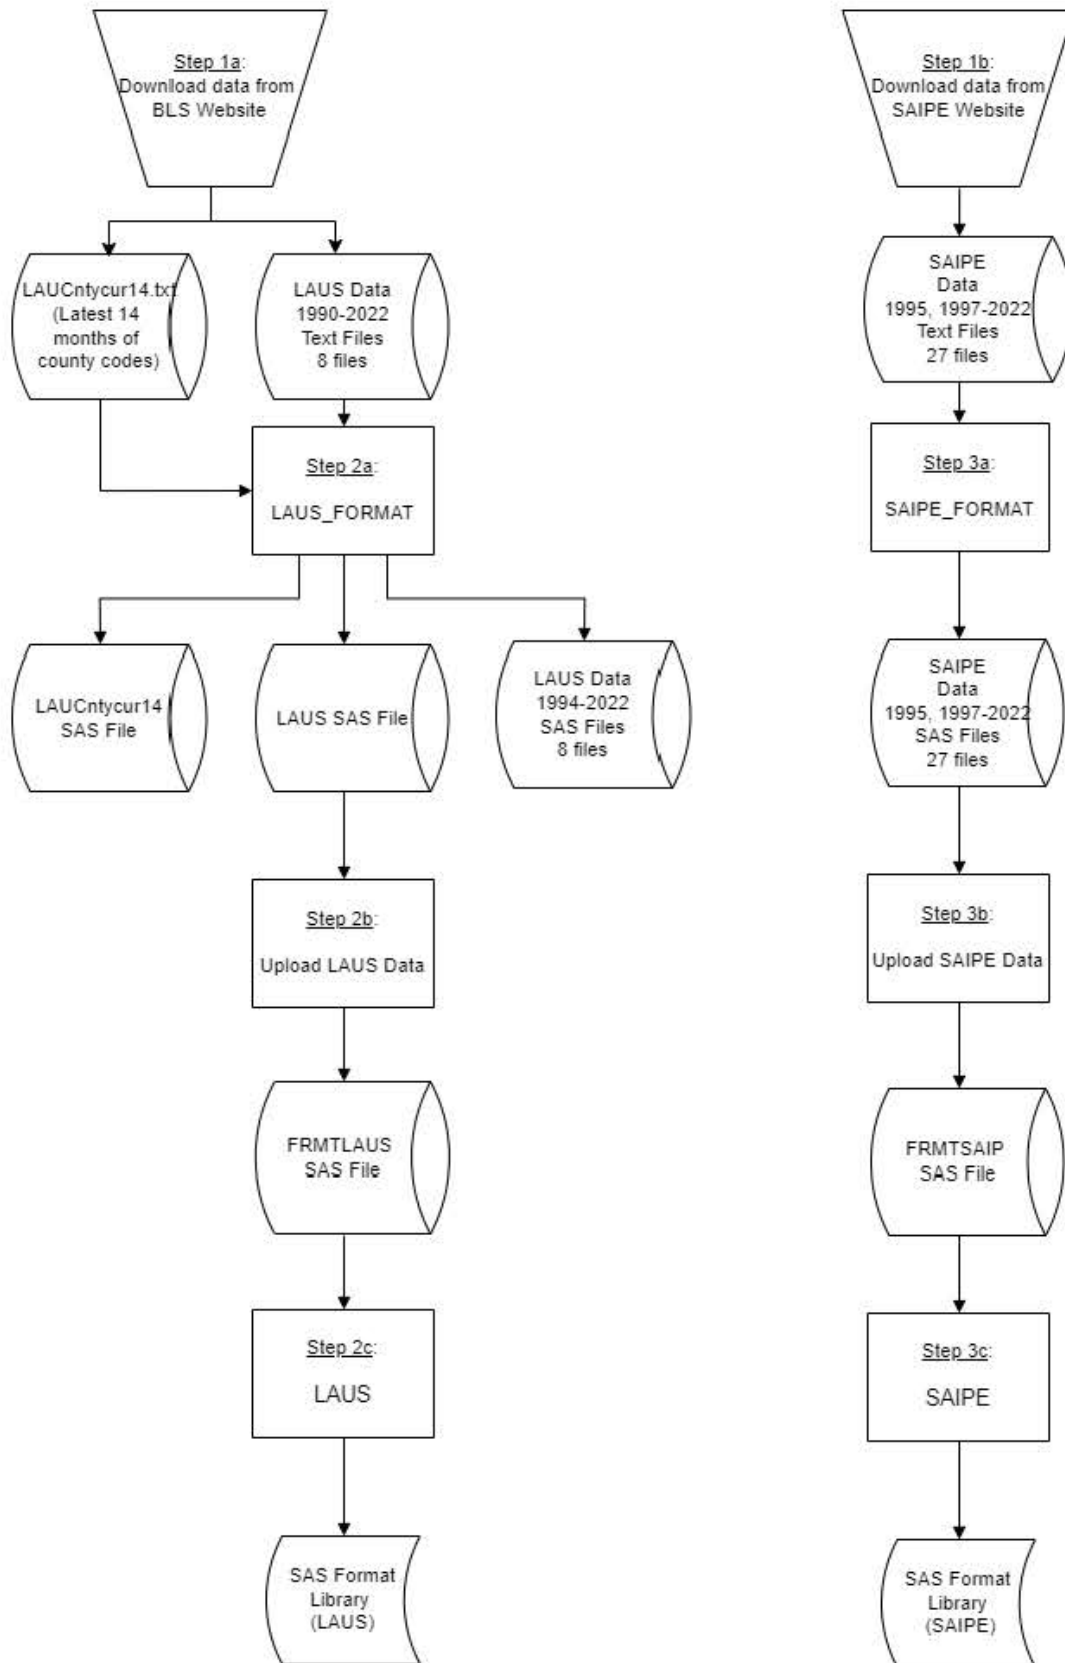 Step 1a:
Download data from
BLS Website
Step 1b:
Download data from
SAIPE Website
LAUCntycur14.txt
(Latest 14
months of
county codes)
LAUS Data
1990-2022
Text Files
8 files
SAIPE
Data
1995, 1997-2022
Text Files
27 files
Step 2a:
LAUS_FORMAT
Step 3a:
SAIPE_FORMAT
LAUCntycur14
SAS File
LAUS SAS File
LAUS Data
1994-2022
SAS Files
8 files
SAIPE
Data
1995, 1997-2022
SAS Files
27 files
Step 2b:
Upload LAUS Data
Step 3b:
Upload SAIPE Data
FRMTLAUS
SAS File
FRMTSAIP
SAS File
Step 2c:
LAUS
Step 3c:
SAIPE
SAS Format
Library
(LAUS)
SAS Format
Library
(SAIPE)